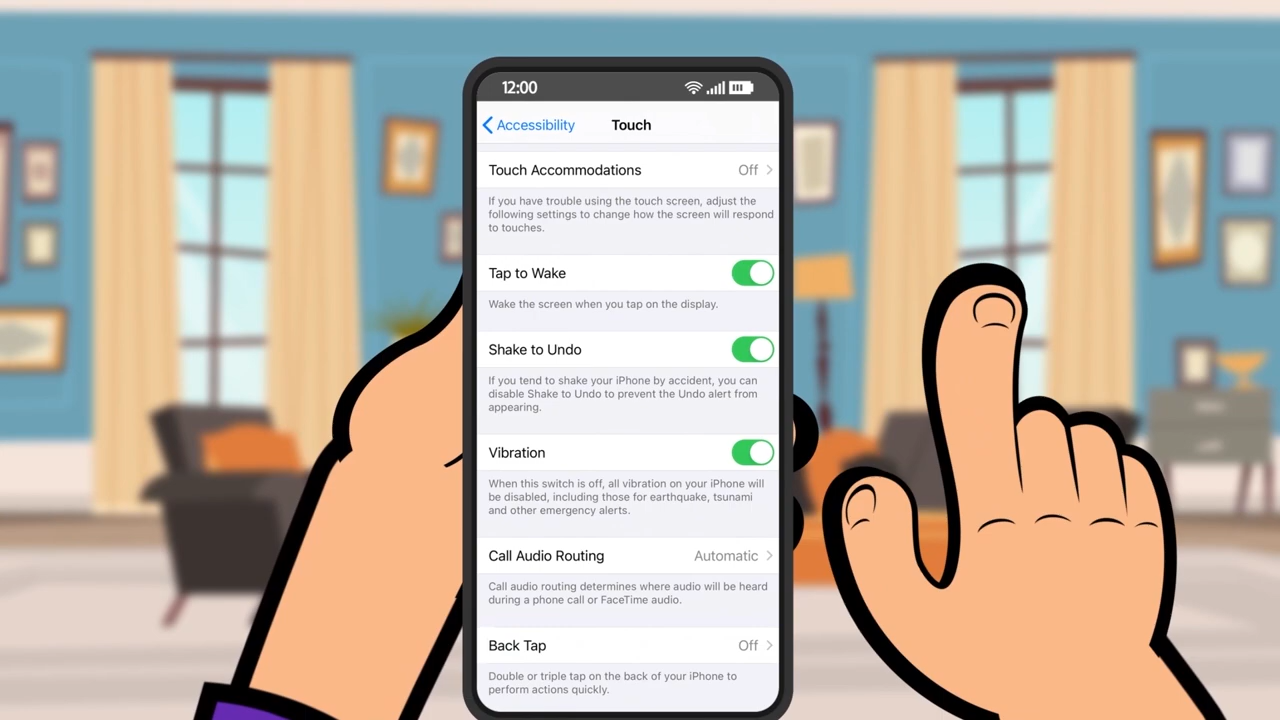 12:00
Accessibility Touch
Touch Accommodations Off
If you have trouble using the touch screen, adjust the
following settings to change how the screen will respond
to touches.
Tap to Wake
Wake the screen when you tap on the display.
Shake to Undo
If you tend to shake your iPhone by accident, you can
disable Shake to Undo to prevent the Undo alert from
appearing.
Vibration
When this switch is off, all vibration on your iPhone will
be disabled, including those for earthquake, tsunami
and other emergency alerts.
Call Audio Routing Automatic
Call audio routing determines where audio will be heard
during a phone call or FaceTime audio.
Back Tap Off
Double or triple tap on the back of your iPhone to
perform actions quickly.